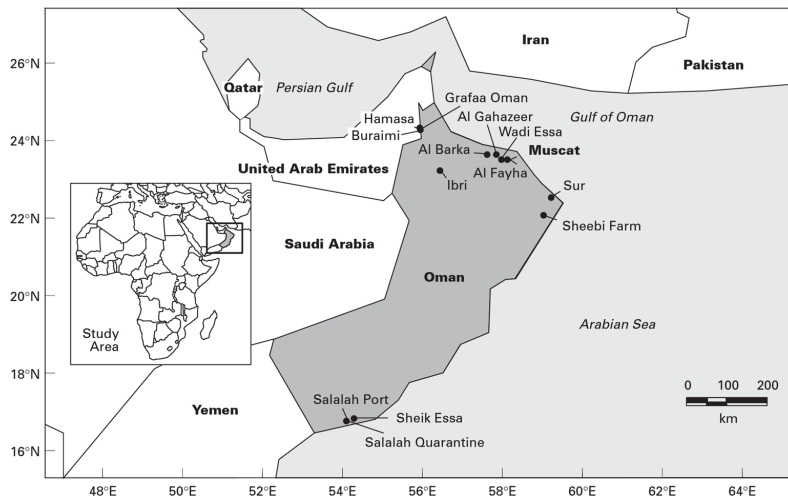 Iran
26°N
Pakistan
Qatar
Persian Gulf
Grafaa Oman
Hamasa
Al Gahazeer
Gulf of Oman
24°N
Buraimi
Wadi Essa
Al Barka
Muscat
United Arab Emirates
Al Fayha
Ibri
Sur
22°N
Sheebi Farm
Saudi Arabia
Oman
20°N
Arabian Sea
Study
Area
18°N
0 100 200
km
Salalah Port
Yemen
Sheik Essa
Salalah Quarantine
16°N
48°E 50°E 52°E 54°E 56°E 58°E 60°E 62°E 64°E